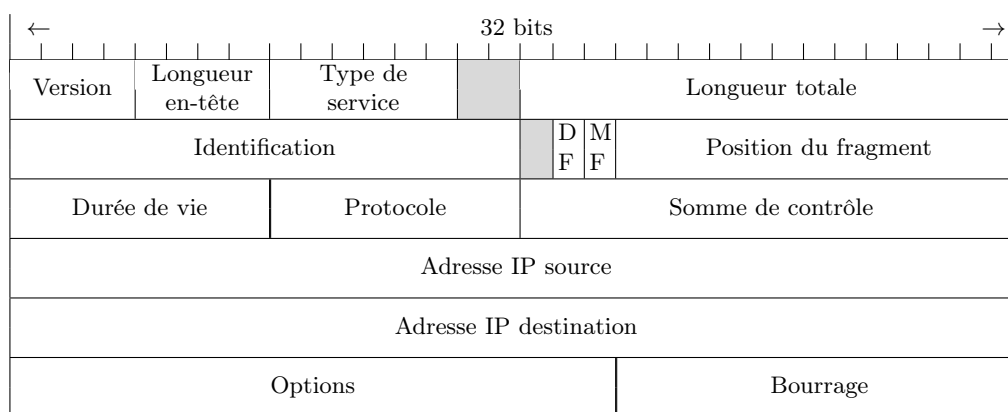 ← 32 bits →
Version Longueur en-tête Type de service Longueur totale
Identification D F M F Position du fragment
Durée de vie Protocole Somme de contrôle
Adresse IP source
Adresse IP destination
Options Bourrage